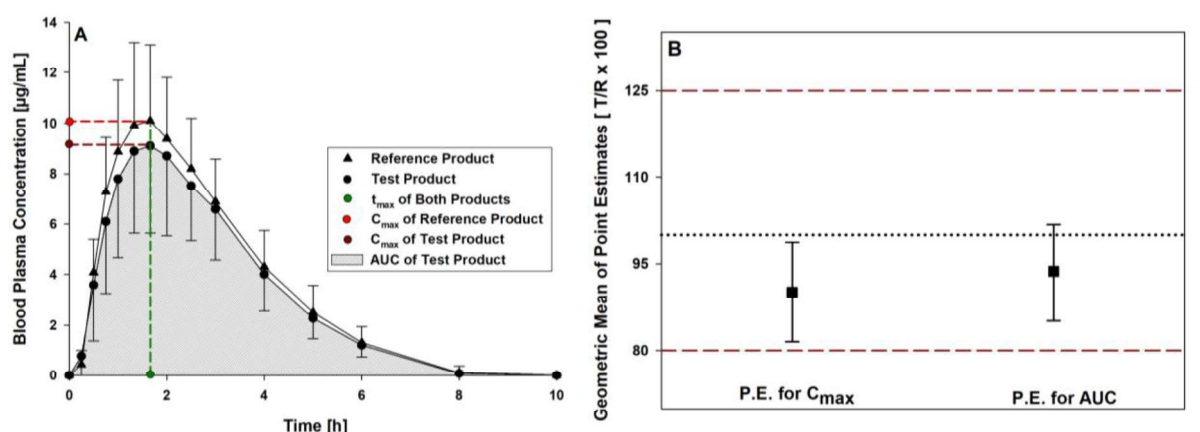 A
Blood Plasma Concentration [µg/mL]
14
12
10
8
6
4
2
0
0
2
4
6
8
10
Time [h]
Reference Product
Test Product
tmax of Both Products
Cmax of Reference Product
Cmax of Test Product
AUC of Test Product
B
Geometric Mean of Point Estimates [ T/R x 100 ]
125
110
95
80
P.E. for Cmax
P.E. for AUC